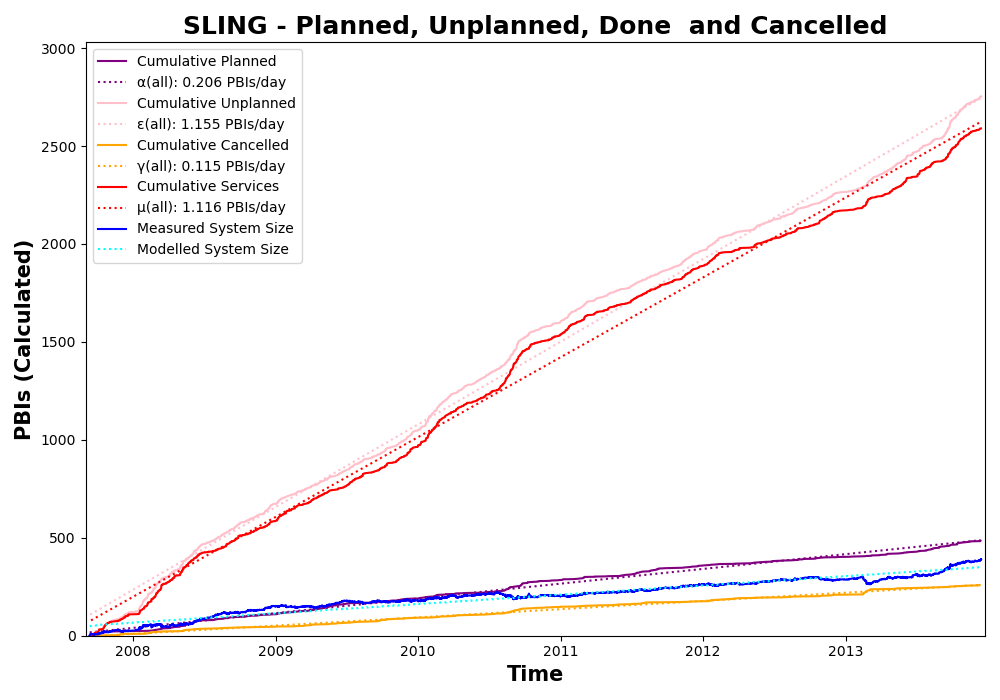 SLING - Planned, Unplanned, Done  and Cancelled
3000
2500
2000
1500
1000
500
0
PBIs (Calculated)
Cumulative Planned
α(all): 0.206 PBIs/day
Cumulative Unplanned
ε(all): 1.155 PBIs/day
Cumulative Cancelled
γ(all): 0.115 PBIs/day
Cumulative Services
μ(all): 1.116 PBIs/day
Measured System Size
Modelled System Size
2008 2009 2010 2011 2012 2013
Time